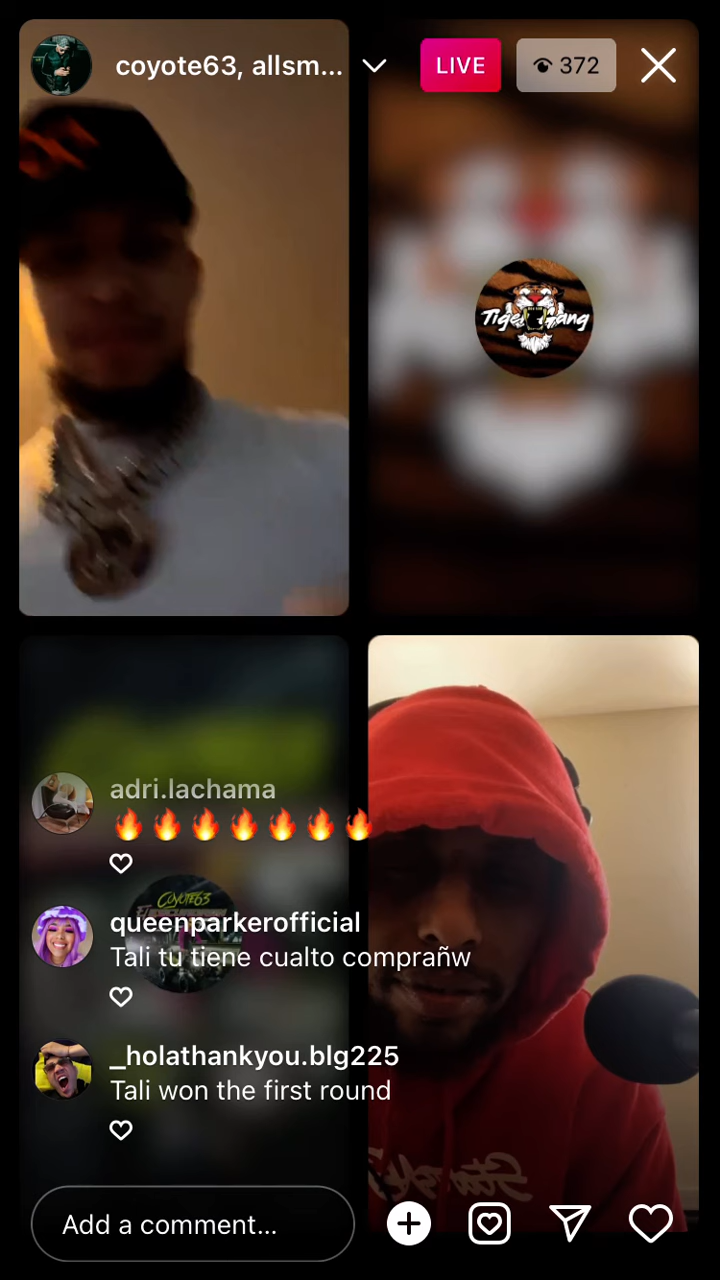 coyote63, allsm...
LIVE
372
Tiger Gang
adri.lachama
🔥🔥🔥🔥🔥🔥🔥
COYOTE63
queenparkerofficial
Tali tu tiene cualto comprañw
_holathankyou.blg225
Tali won the first round
Add a comment...